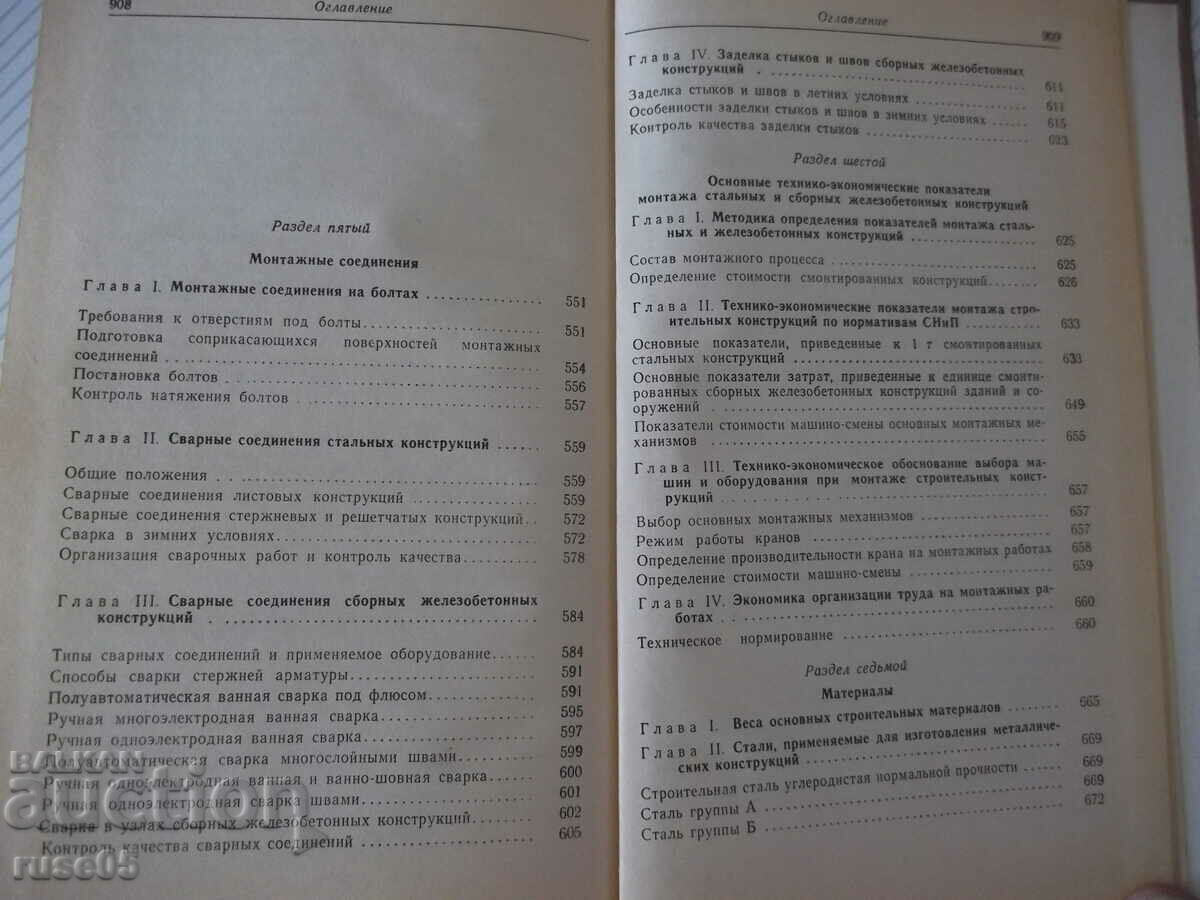 908
Оглавление
Раздел пятый
Монтажные соединения
Глава I. Монтажные соединения на болтах 551
Требования к отверстиям под болты 551
Подготовка соприкасающихся поверхностей монтажных
соединений 554
Постановка болтов 556
Контроль натяжения болтов 557
Глава II. Сварные соединения стальных конструкций 559
Общие положения 559
Сварные соединения листовых конструкций 559
Сварные соединения стержневых и решетчатых конструкций 572
Сварка в зимних условиях 572
Организация сварочных работ и контроль качества 578
Глава III. Сварные соединения сборных железобетонных
конструкций 584
Типы сварных соединений и применяемое оборудование 584
Способы сварки стержней арматуры 591
Полуавтоматическая ванная сварка под флюсом 591
Ручная многоэлектродная ванная сварка 595
Ручная одноэлектродная ванная сварка 597
Полуавтоматическая сварка многослойными швами 599
Ручная одноэлектродная ванная и ванно-шовная сварка 600
Ручная одноэлектродная сварка швами 601
Сварка в узлах сборных железобетонных конструкций 602
Контроль качества сварных соединений 605
Оглавление
909
Глава IV. Заделка стыков и швов сборных железобетонных
конструкций 611
Заделка стыков и швов в летних условиях 611
Особенности заделки стыков и швов в зимних условиях 615
Контроль качества заделки стыков 623
Раздел шестой
Основные технико-экономические показатели
монтажа стальных и сборных железобетонных конструкций
Глава I. Методика определения показателей монтажа сталь-
ных и железобетонных конструкций 625
Состав монтажного процесса 625
Определение стоимости смонтированных конструкций 626
Глава II. Технико-экономические показатели монтажа стро-
ительных конструкций по нормативам СНиП 633
Основные показатели, приведенные к 1 т смонтированных
стальных конструкций 633
Основные показатели затрат, приведенные к единице смонти-
рованных сборных железобетонных конструкций зданий и со-
оружений 649
Показатели стоимости машино-смены основных монтажных ме-
ханизмов 655
Глава III. Технико-экономическое обоснование выбора ма-
шин и оборудования при монтаже строительных конст-
рукций 657
Выбор основных монтажных механизмов 657
Режим работы кранов 657
Определение производительности крана на монтажных работах 658
Определение стоимости машино-смены 659
Глава IV. Экономика организации труда на монтажных ра-
ботах 660
Техническое нормирование 660
Раздел седьмой
Материалы
Глава I. Веса основных строительных материалов 665
Глава II. Стали, применяемые для изготовления металличе-
ских конструкций 669
Строительная сталь углеродистая нормальной прочности 669
Сталь группы А 669
Сталь группы Б 672
BALKAN
auction
ruse05